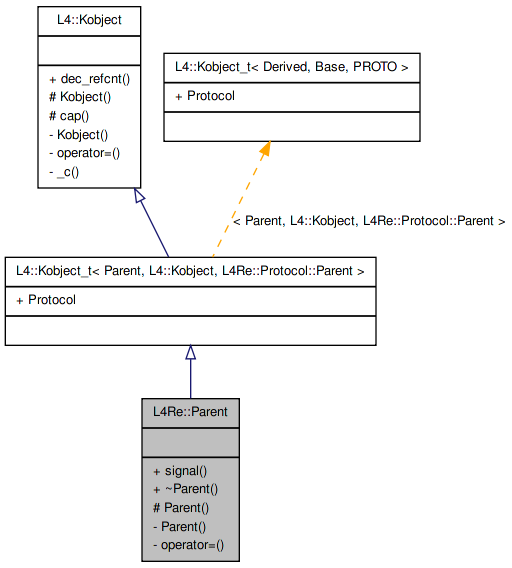 L4::Kobject
+ dec_refcnt()
# Kobject()
# cap()
- Kobject()
- operator=()
- _c()
L4::Kobject_t< Derived, Base, PROTO >
+ Protocol
< Parent, L4::Kobject, L4Re::Protocol::Parent >
L4::Kobject_t< Parent, L4::Kobject, L4Re::Protocol::Parent >
+ Protocol
L4Re::Parent
+ signal()
+ ~Parent()
# Parent()
- Parent()
- operator=()